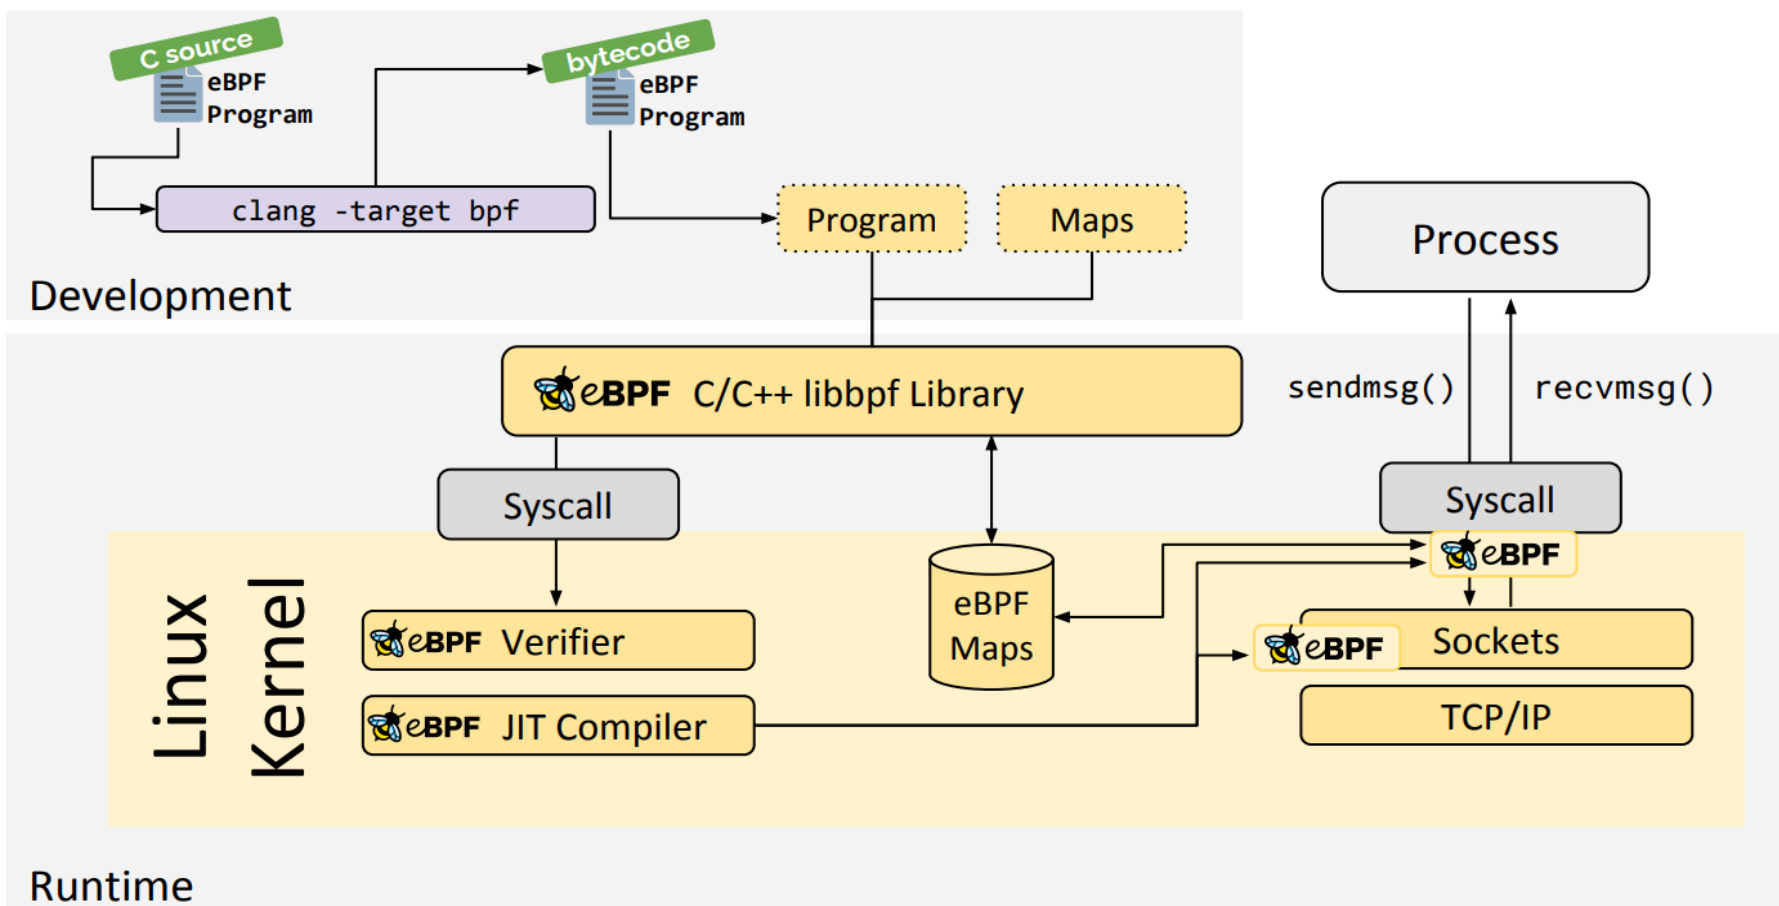 C source
eBPF
Program
bytecode
eBPF
Program
clang -target bpf
Program
Maps
Development
Process
eBPF C/C++ libbpf Library
sendmsg()
recvmsg()
Syscall
Syscall
eBPF
Linux
Kernel
eBPF Verifier
eBPF
Maps
eBPF
Sockets
eBPF JIT Compiler
TCP/IP
Runtime